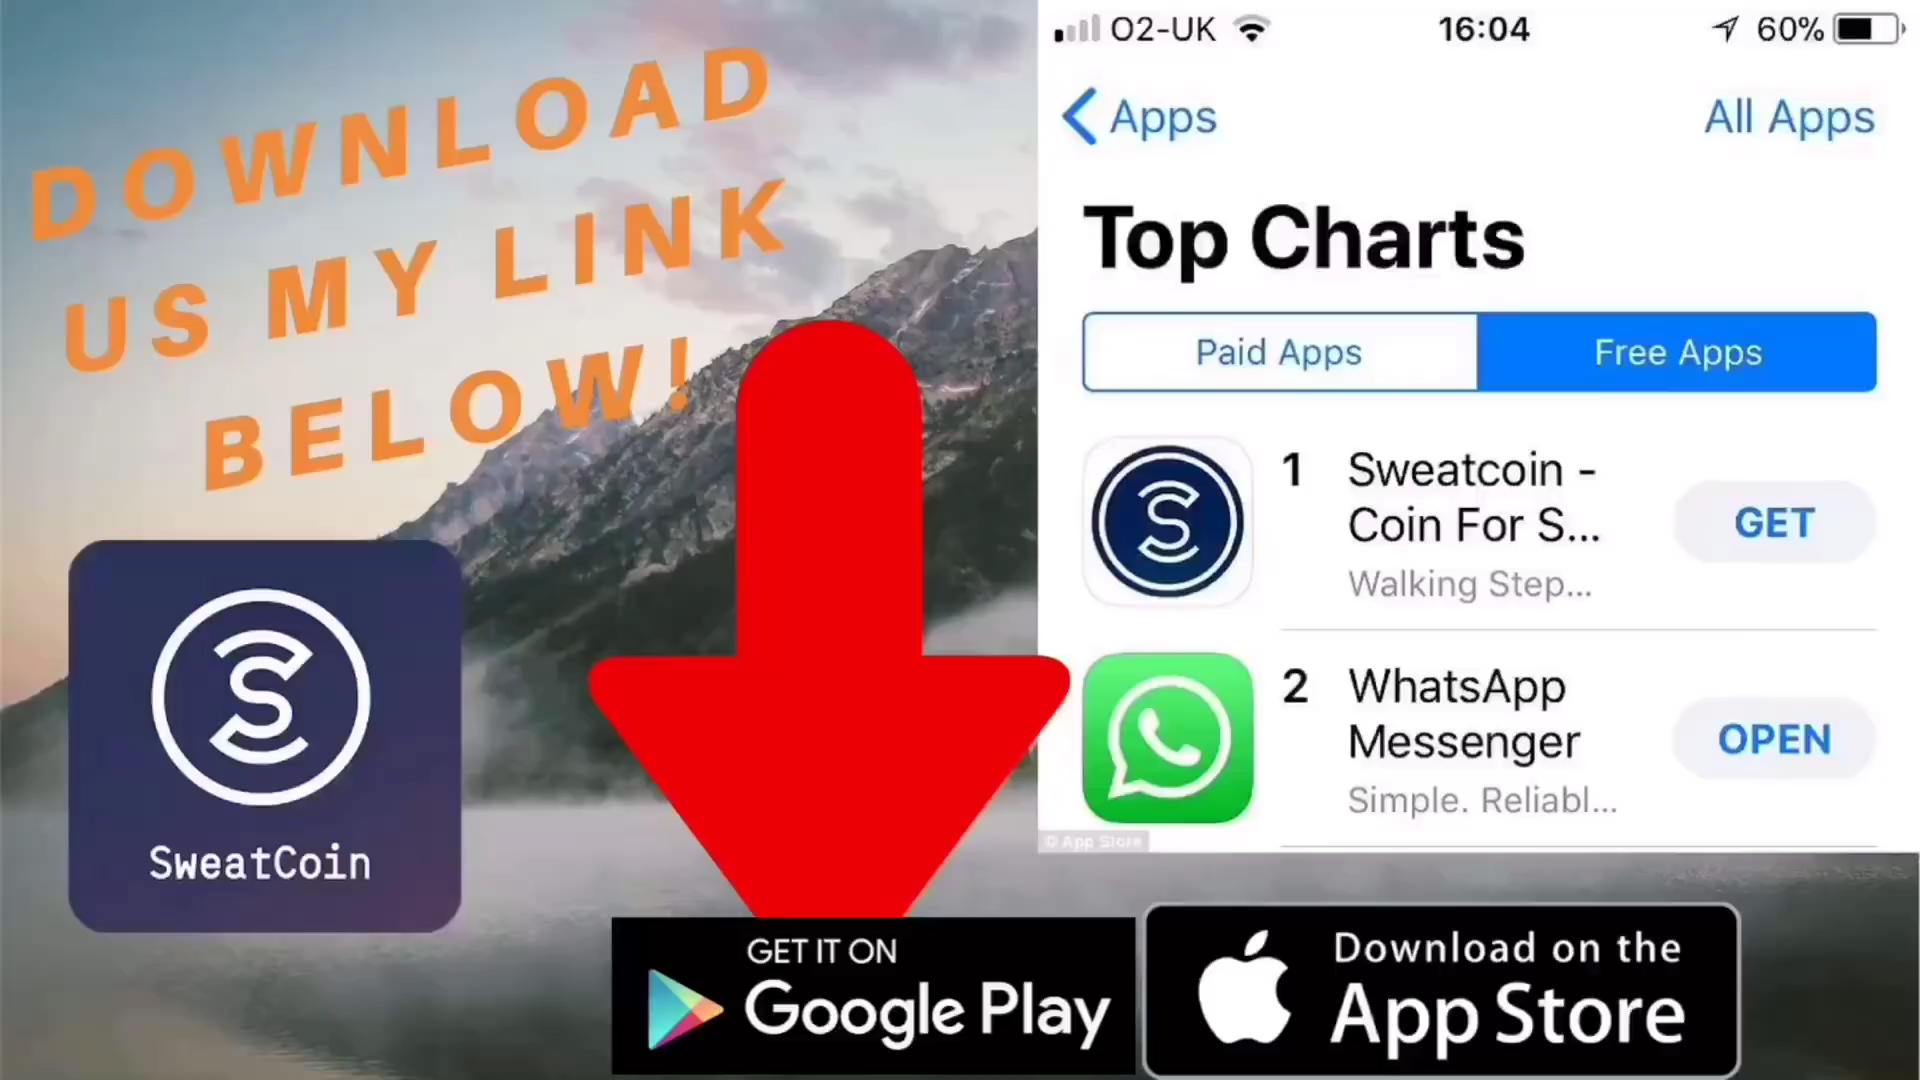 DOWNLOAD
US MY LINK
BELOW!
SweatCoin
O2-UK
16:04
60%
Apps
All Apps
Top Charts
Paid Apps
Free Apps
1
Sweatcoin -
Coin For S...
Walking Step...
GET
2
WhatsApp
Messenger
Simple. Reliabl...
OPEN
© App Store
GET IT ON
Google Play
Download on the
App Store